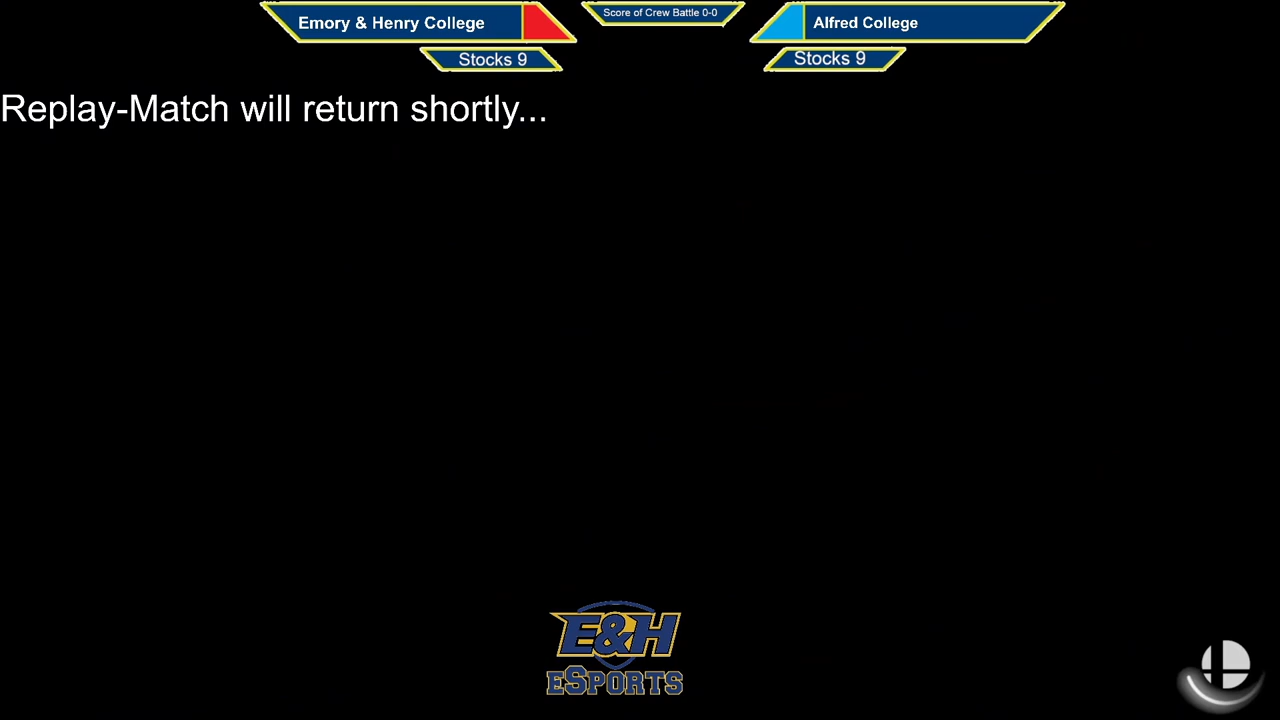 Emory & Henry College
Score of Crew Battle 0-0
Alfred College
Stocks 9
Stocks 9
Replay-Match will return shortly...
E&H
ESPORTS